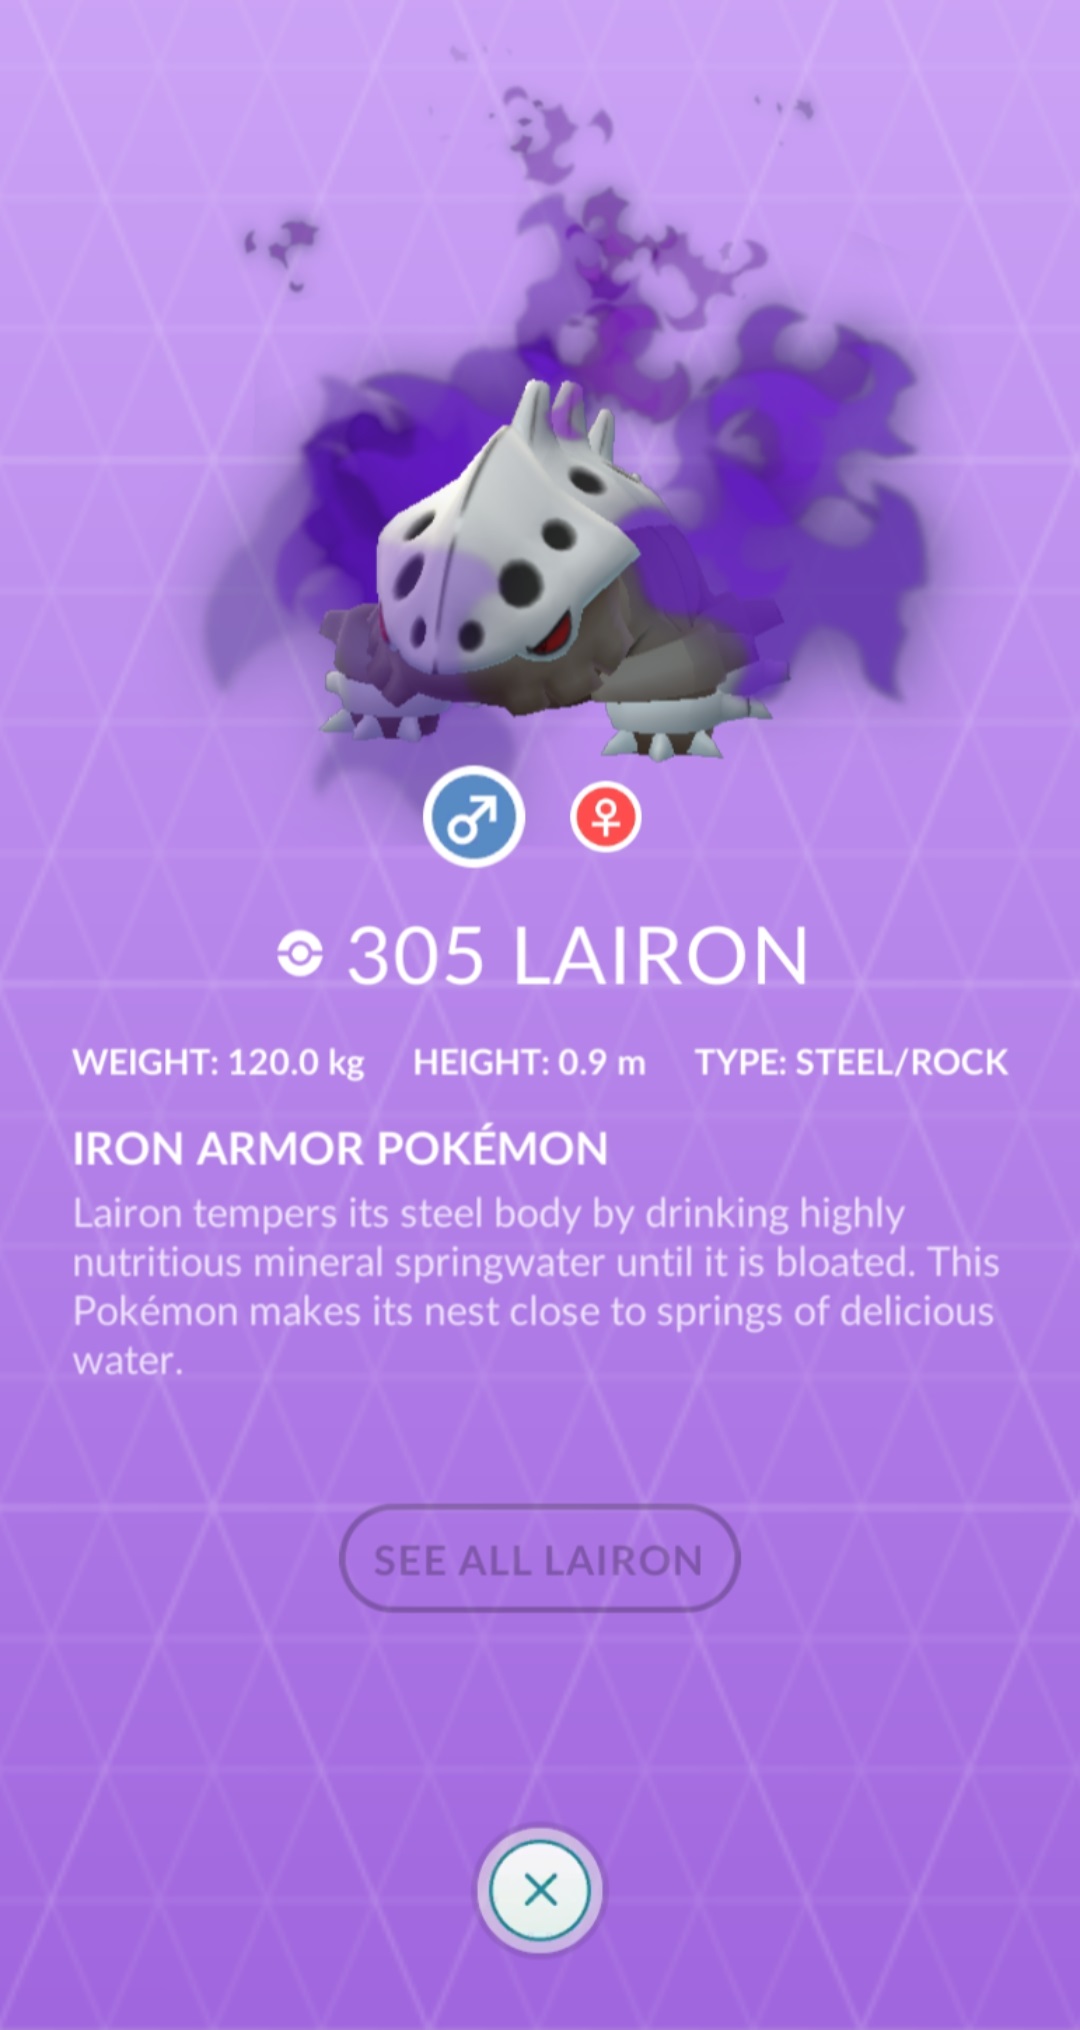 305 LAIRON
WEIGHT: 120.0 kg HEIGHT: 0.9 m TYPE: STEEL/ROCK
IRON ARMOR POKÉMON
Lairon tempers its steel body by drinking highly
nutritious mineral springwater until it is bloated. This
Pokémon makes its nest close to springs of delicious
water.
SEE ALL LAIRON